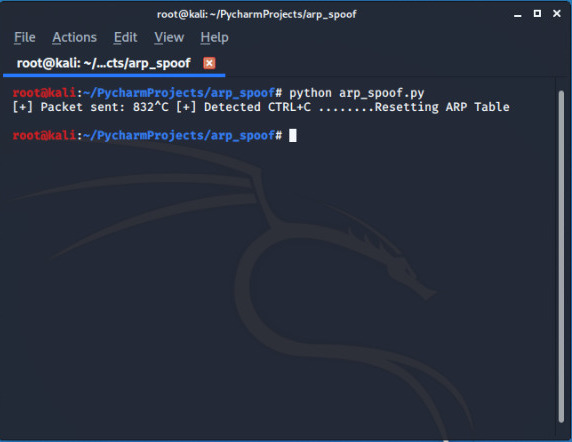 root@kali: ~/PycharmProjects/arp_spoof
File Actions Edit View Help
root@kali: ~/...cts/arp_spoof
root@kali:~/PycharmProjects/arp_spoof# python arp_spoof.py
[+] Packet sent: 832^C [+] Detected CTRL+C ........Resetting ARP Table
root@kali:~/PycharmProjects/arp_spoof#